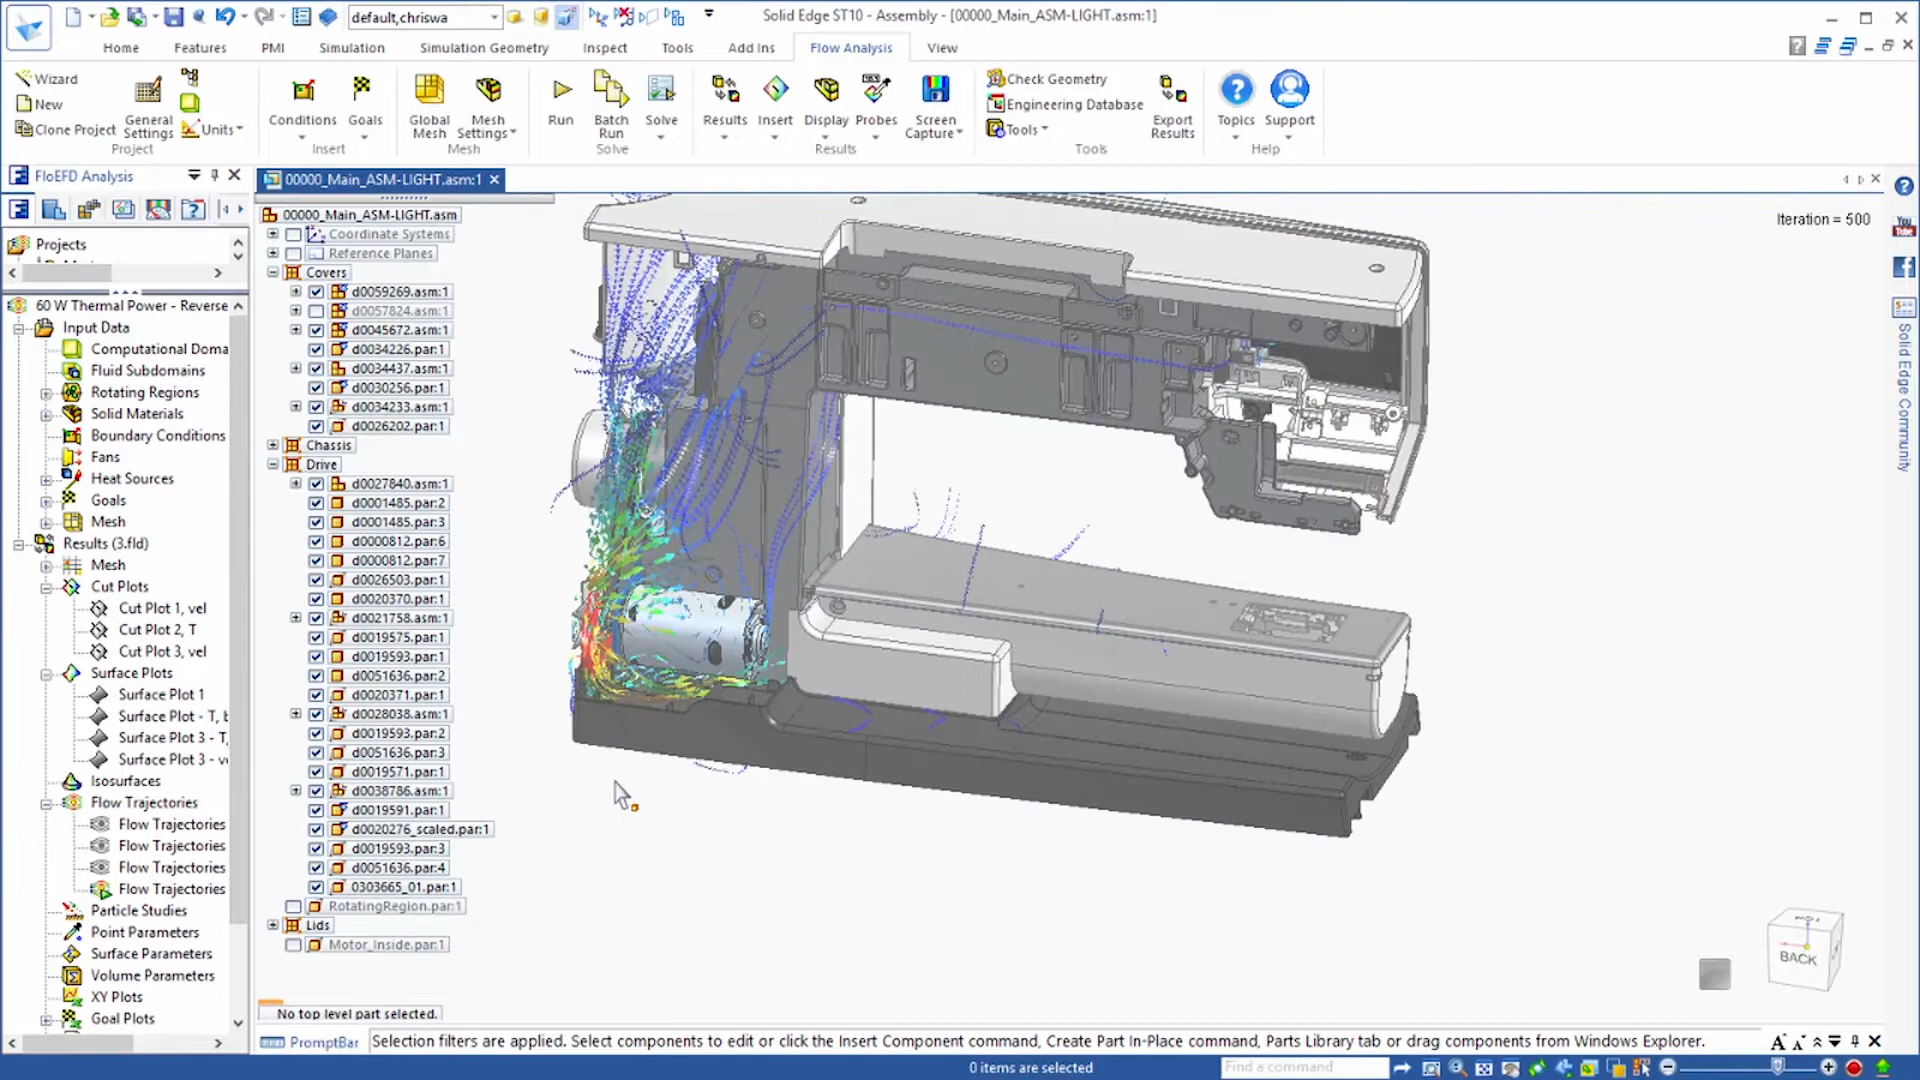 default,chriswa
Solid Edge ST10 - Assembly - [00000_Main_ASM-LIGHT.asm:1]
Home
Features
PMI
Simulation
Simulation Geometry
Inspect
Tools
Add Ins
Flow Analysis
View
Wizard
New
Clone Project
General Settings
Units
Project
Conditions
Goals
Insert
Global Mesh
Mesh Settings
Mesh
Run
Batch Run
Solve
Solve
Results
Insert
Display
Probes
Screen Capture
Results
Check Geometry
Engineering Database
Tools
Export Results
Tools
Topics
Support
Help
FloEFD Analysis
00000_Main_ASM-LIGHT.asm:1
Projects
60 W Thermal Power - Reverse
Input Data
Computational Doma
Fluid Subdomains
Rotating Regions
Solid Materials
Boundary Conditions
Fans
Heat Sources
Goals
Mesh
Results (3.fld)
Mesh
Cut Plots
Cut Plot 1, vel
Cut Plot 2, T
Cut Plot 3, vel
Surface Plots
Surface Plot 1
Surface Plot - T, b
Surface Plot 3 - T,
Surface Plot 3 - v
Isosurfaces
Flow Trajectories
Flow Trajectories
Flow Trajectories
Flow Trajectories
Flow Trajectories
Particle Studies
Point Parameters
Surface Parameters
Volume Parameters
XY Plots
Goal Plots
00000_Main_ASM-LIGHT.asm
Coordinate Systems
Reference Planes
Covers
d0059269.asm:1
d0057824.asm:1
d0045672.asm:1
d0034226.par:1
d0034437.asm:1
d0030256.par:1
d0034233.asm:1
d0026202.par:1
Chassis
Drive
d0027840.asm:1
d0001485.par:2
d0001485.par:3
d0000812.par:6
d0000812.par:7
d0026503.par:1
d0020370.par:1
d0021758.asm:1
d0019575.par:1
d0019593.par:1
d0051636.par:2
d0020371.par:1
d0028038.asm:1
d0019593.par:2
d0051636.par:3
d0019571.par:1
d0038786.asm:1
d0019591.par:1
d0020276_scaled.par:1
d0019593.par:3
d0051636.par:4
0303665_01.par:1
RotatingRegion.par:1
Lids
Motor_Inside.par:1
No top level part selected.
Iteration = 500
BACK
You Tube
Solid Edge Community
PromptBar
Selection filters are applied. Select components to edit or click the Insert Component command, Create Part In-Place command, Parts Library tab or drag components from Windows Explorer.
0 items are selected
Find a command